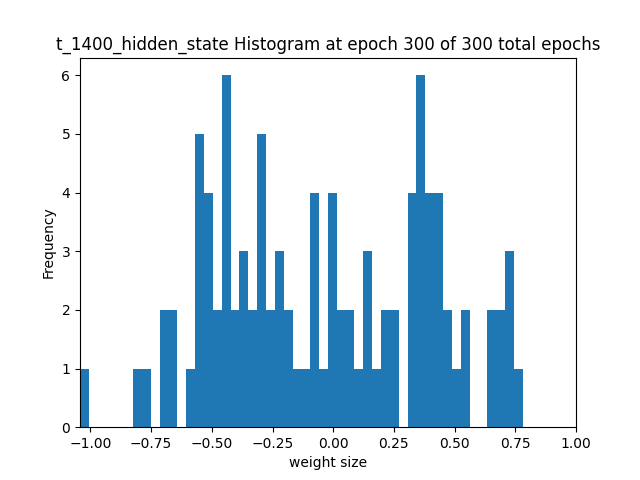 t_1400_hidden_state Histogram at epoch 300 of 300 total epochs
6
5
4
3
2
1
0
Frequency
−1.00 −0.75 −0.50 −0.25 0.00 0.25 0.50 0.75 1.00
weight size